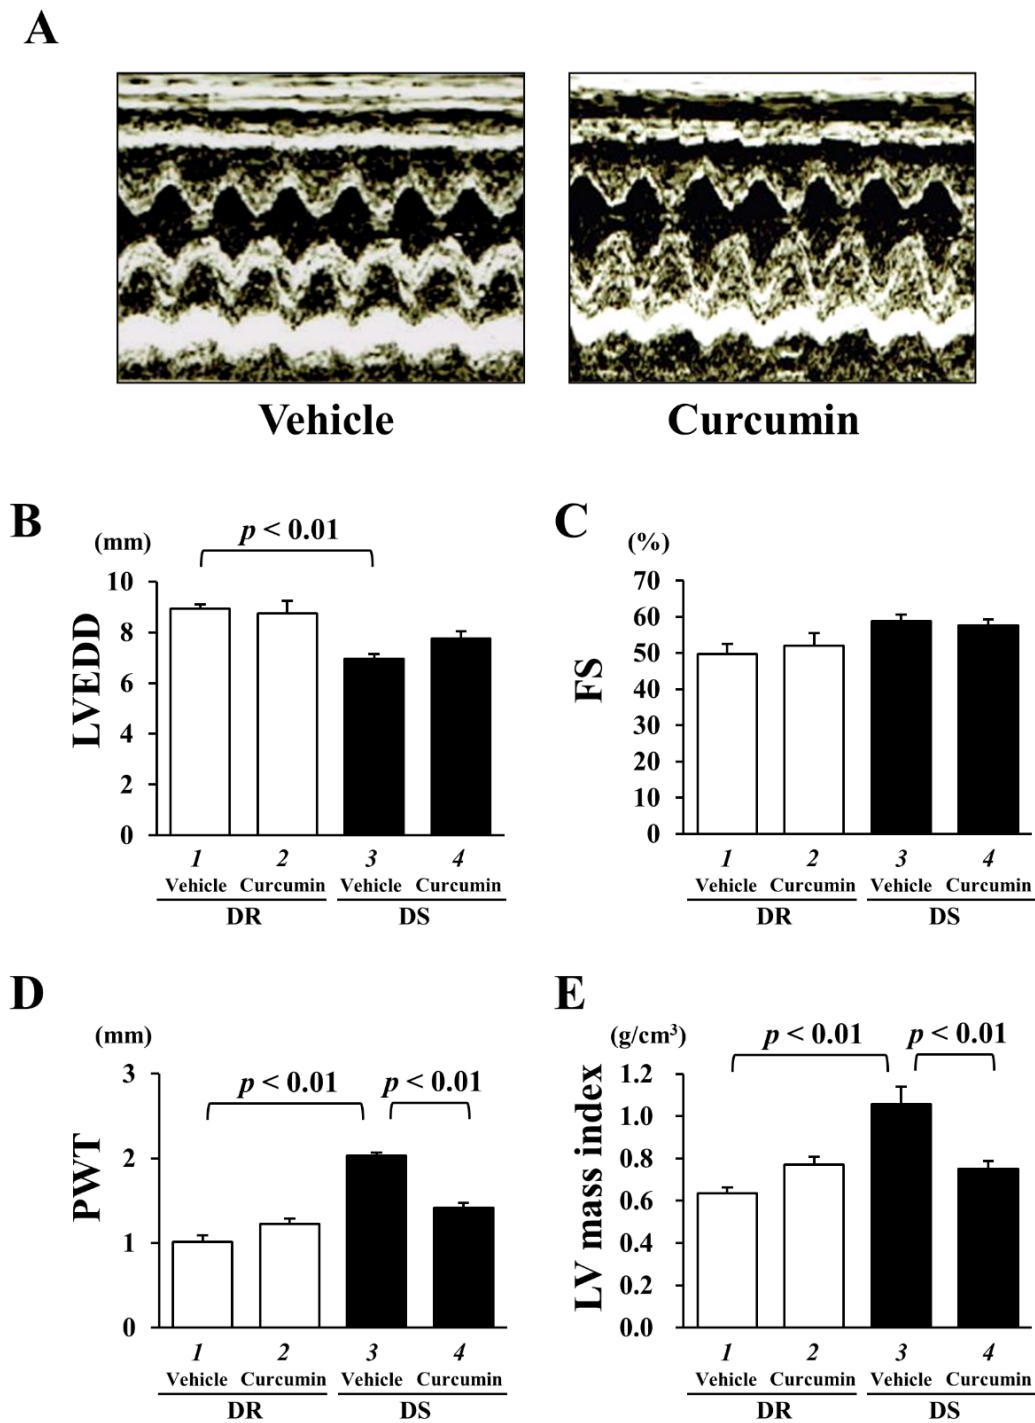 A
Vehicle Curcumin
B
(mm)
p < 0.01
LVEDD
10
8
6
4
2
0
1 2 3 4
Vehicle Curcumin Vehicle Curcumin
DR DS
C
(%)
FS
70
60
50
40
30
20
10
0
1 2 3 4
Vehicle Curcumin Vehicle Curcumin
DR DS
D
(mm)
p < 0.01 p < 0.01
PWT
3
2
1
0
1 2 3 4
Vehicle Curcumin Vehicle Curcumin
DR DS
E
(g/cm³)
p < 0.01 p < 0.01
LV mass index
1.2
1.0
0.8
0.6
0.4
0.2
0.0
1 2 3 4
Vehicle Curcumin Vehicle Curcumin
DR DS